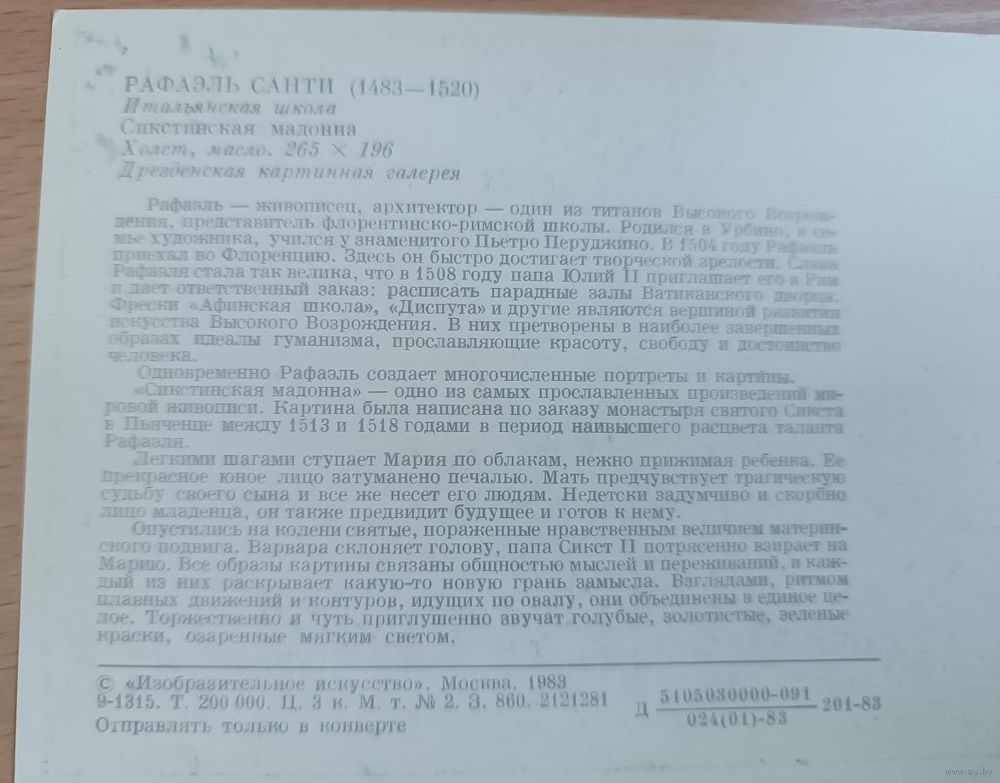 РАФАЭЛЬ САНТИ (1483—1520)
Итальянская школа
Сикстинская мадонна
Холст, масло. 265 × 196
Дрезденская картинная галерея
Рафаэль — живописец, архитектор — один из титанов Высокого Возрож-
дения, представитель флорентинско-римской школы. Родился в Урбино, в се-
мье художника, учился у знаменитого Пьетро Перуджино. В 1504 году Рафаэль
приехал во Флоренцию. Здесь он быстро достигает творческой зрелости. Слава
Рафаэля стала так велика, что в 1508 году папа Юлий II приглашает его в Рим
и дает ответственный заказ: расписать парадные залы Ватиканского дворца.
Фрески «Афинская школа», «Диспута» и другие являются вершиной развития
искусства Высокого Возрождения. В них претворены в наиболее завершенных
образах идеалы гуманизма, прославляющие красоту, свободу и достоинство
человека.
Одновременно Рафаэль создает многочисленные портреты и картины.
«Сикстинская мадонна» — одно из самых прославленных произведений ми-
ровой живописи. Картина была написана по заказу монастыря святого Сикста
в Пьяченце между 1513 и 1518 годами в период наивысшего расцвета таланта
Рафаэля.
Легкими шагами ступает Мария по облакам, нежно прижимая ребенка. Ее
прекрасное юное лицо затуманено печалью. Мать предчувствует трагическую
судьбу своего сына и все же несет его людям. Недетски задумчиво и скорбно
лицо младенца, он также предвидит будущее и готов к нему.
Опустились на колени святые, пораженные нравственным величием материн-
ского подвига. Варвара склоняет голову, папа Сикст II потрясенно взирает на
Марию. Все образы картины связаны общностью мыслей и переживаний, и каж-
дый из них раскрывает какую-то новую грань замысла. Взглядами, ритмом
плавных движений и контуров, идущих по овалу, они объединены в единое це-
лое. Торжественно и чуть приглушенно звучат голубые, золотистые, зеленые
краски, озаренные мягким светом.
© «Изобразительное искусство». Москва. 1983
9-1315. Т. 200 000. Ц. 3 к. М. т. № 2. З. 860. 2121281
Отправлять только в конверте
Д 5105030000-091 201-83
024(01)-83
www.ay.by